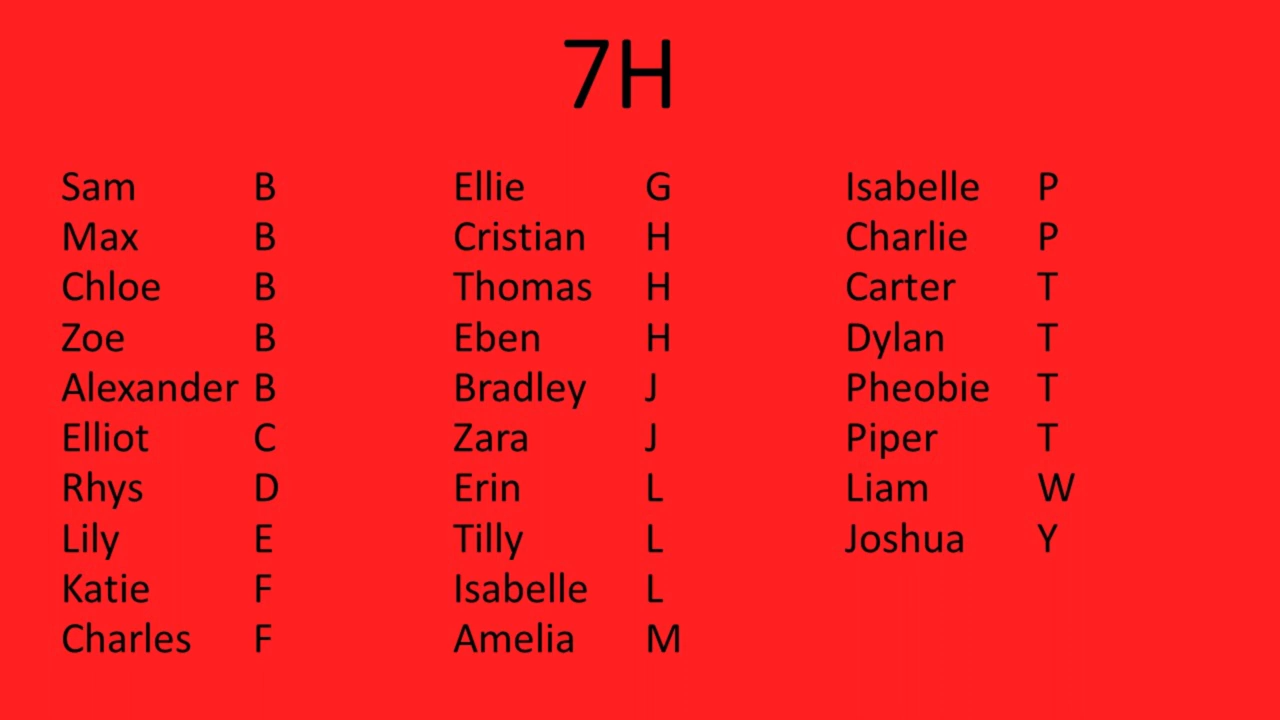 7H
Sam B
Max B
Chloe B
Zoe B
Alexander B
Elliot C
Rhys D
Lily E
Katie F
Charles F
Ellie G
Cristian H
Thomas H
Eben H
Bradley J
Zara J
Erin L
Tilly L
Isabelle L
Amelia M
Isabelle P
Charlie P
Carter T
Dylan T
Pheobie T
Piper T
Liam W
Joshua Y